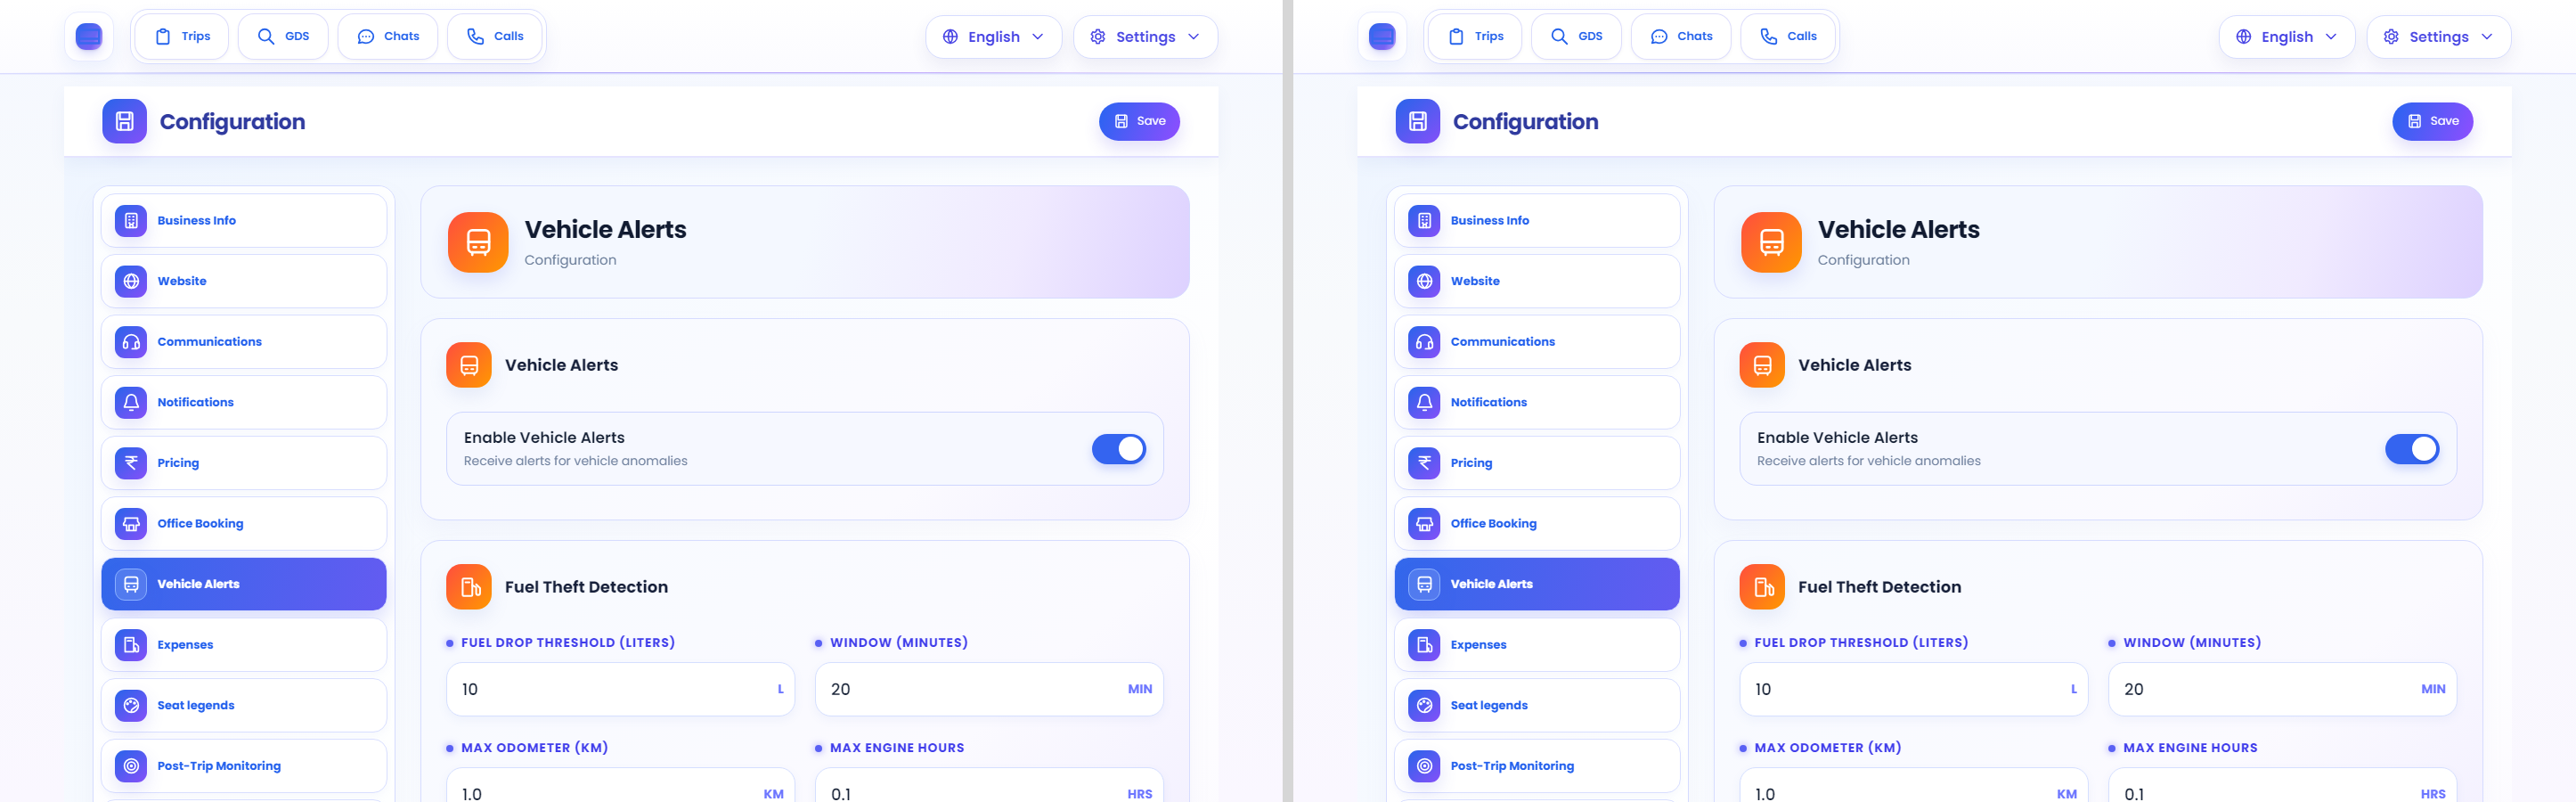 Trips
GDS
Chats
Calls
English
Settings
Configuration
Save
Business Info
Website
Communications
Notifications
Pricing
Office Booking
Vehicle Alerts
Expenses
Seat legends
Post-Trip Monitoring
Vehicle Alerts
Configuration
Vehicle Alerts
Enable Vehicle Alerts
Receive alerts for vehicle anomalies
Fuel Theft Detection
FUEL DROP THRESHOLD (LITERS)
10 L
WINDOW (MINUTES)
20 MIN
MAX ODOMETER (KM)
1.0 KM
MAX ENGINE HOURS
0.1 HRS
Trips
GDS
Chats
Calls
English
Settings
Configuration
Save
Business Info
Website
Communications
Notifications
Pricing
Office Booking
Vehicle Alerts
Expenses
Seat legends
Post-Trip Monitoring
Vehicle Alerts
Configuration
Vehicle Alerts
Enable Vehicle Alerts
Receive alerts for vehicle anomalies
Fuel Theft Detection
FUEL DROP THRESHOLD (LITERS)
10 L
WINDOW (MINUTES)
20 MIN
MAX ODOMETER (KM)
1.0 KM
MAX ENGINE HOURS
0.1 HRS